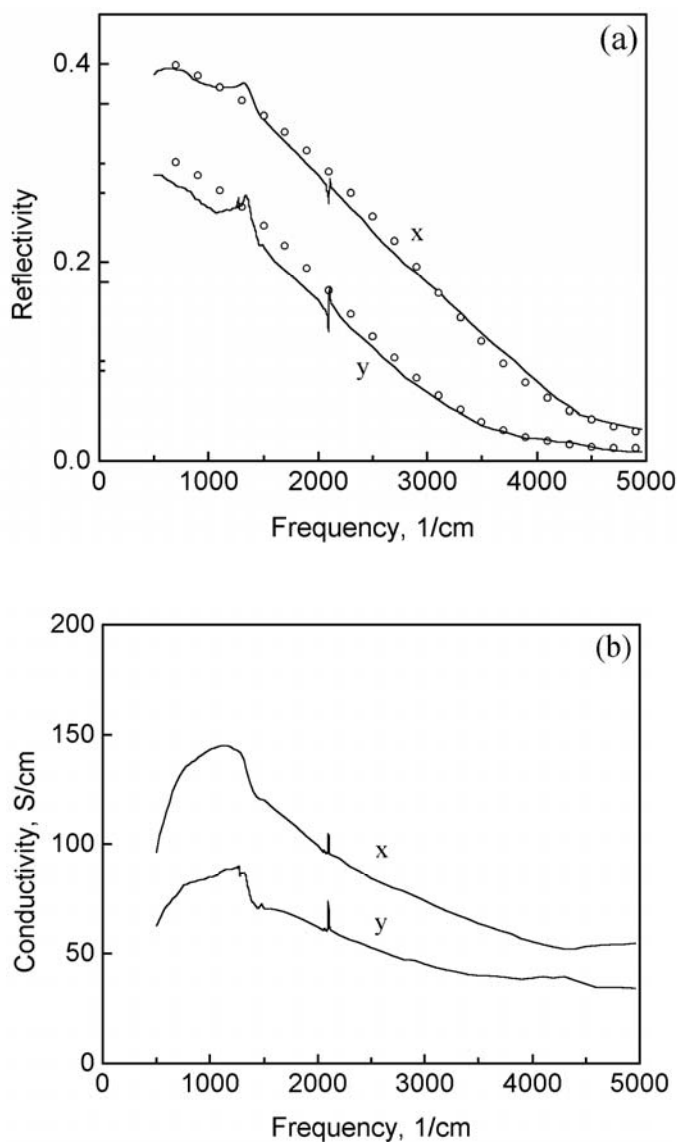 (a)
0.4
0.2
0.0
Reflectivity
x
y
0 1000 2000 3000 4000 5000
Frequency, 1/cm
(b)
200
150
100
50
0
Conductivity, S/cm
x
y
0 1000 2000 3000 4000 5000
Frequency, 1/cm